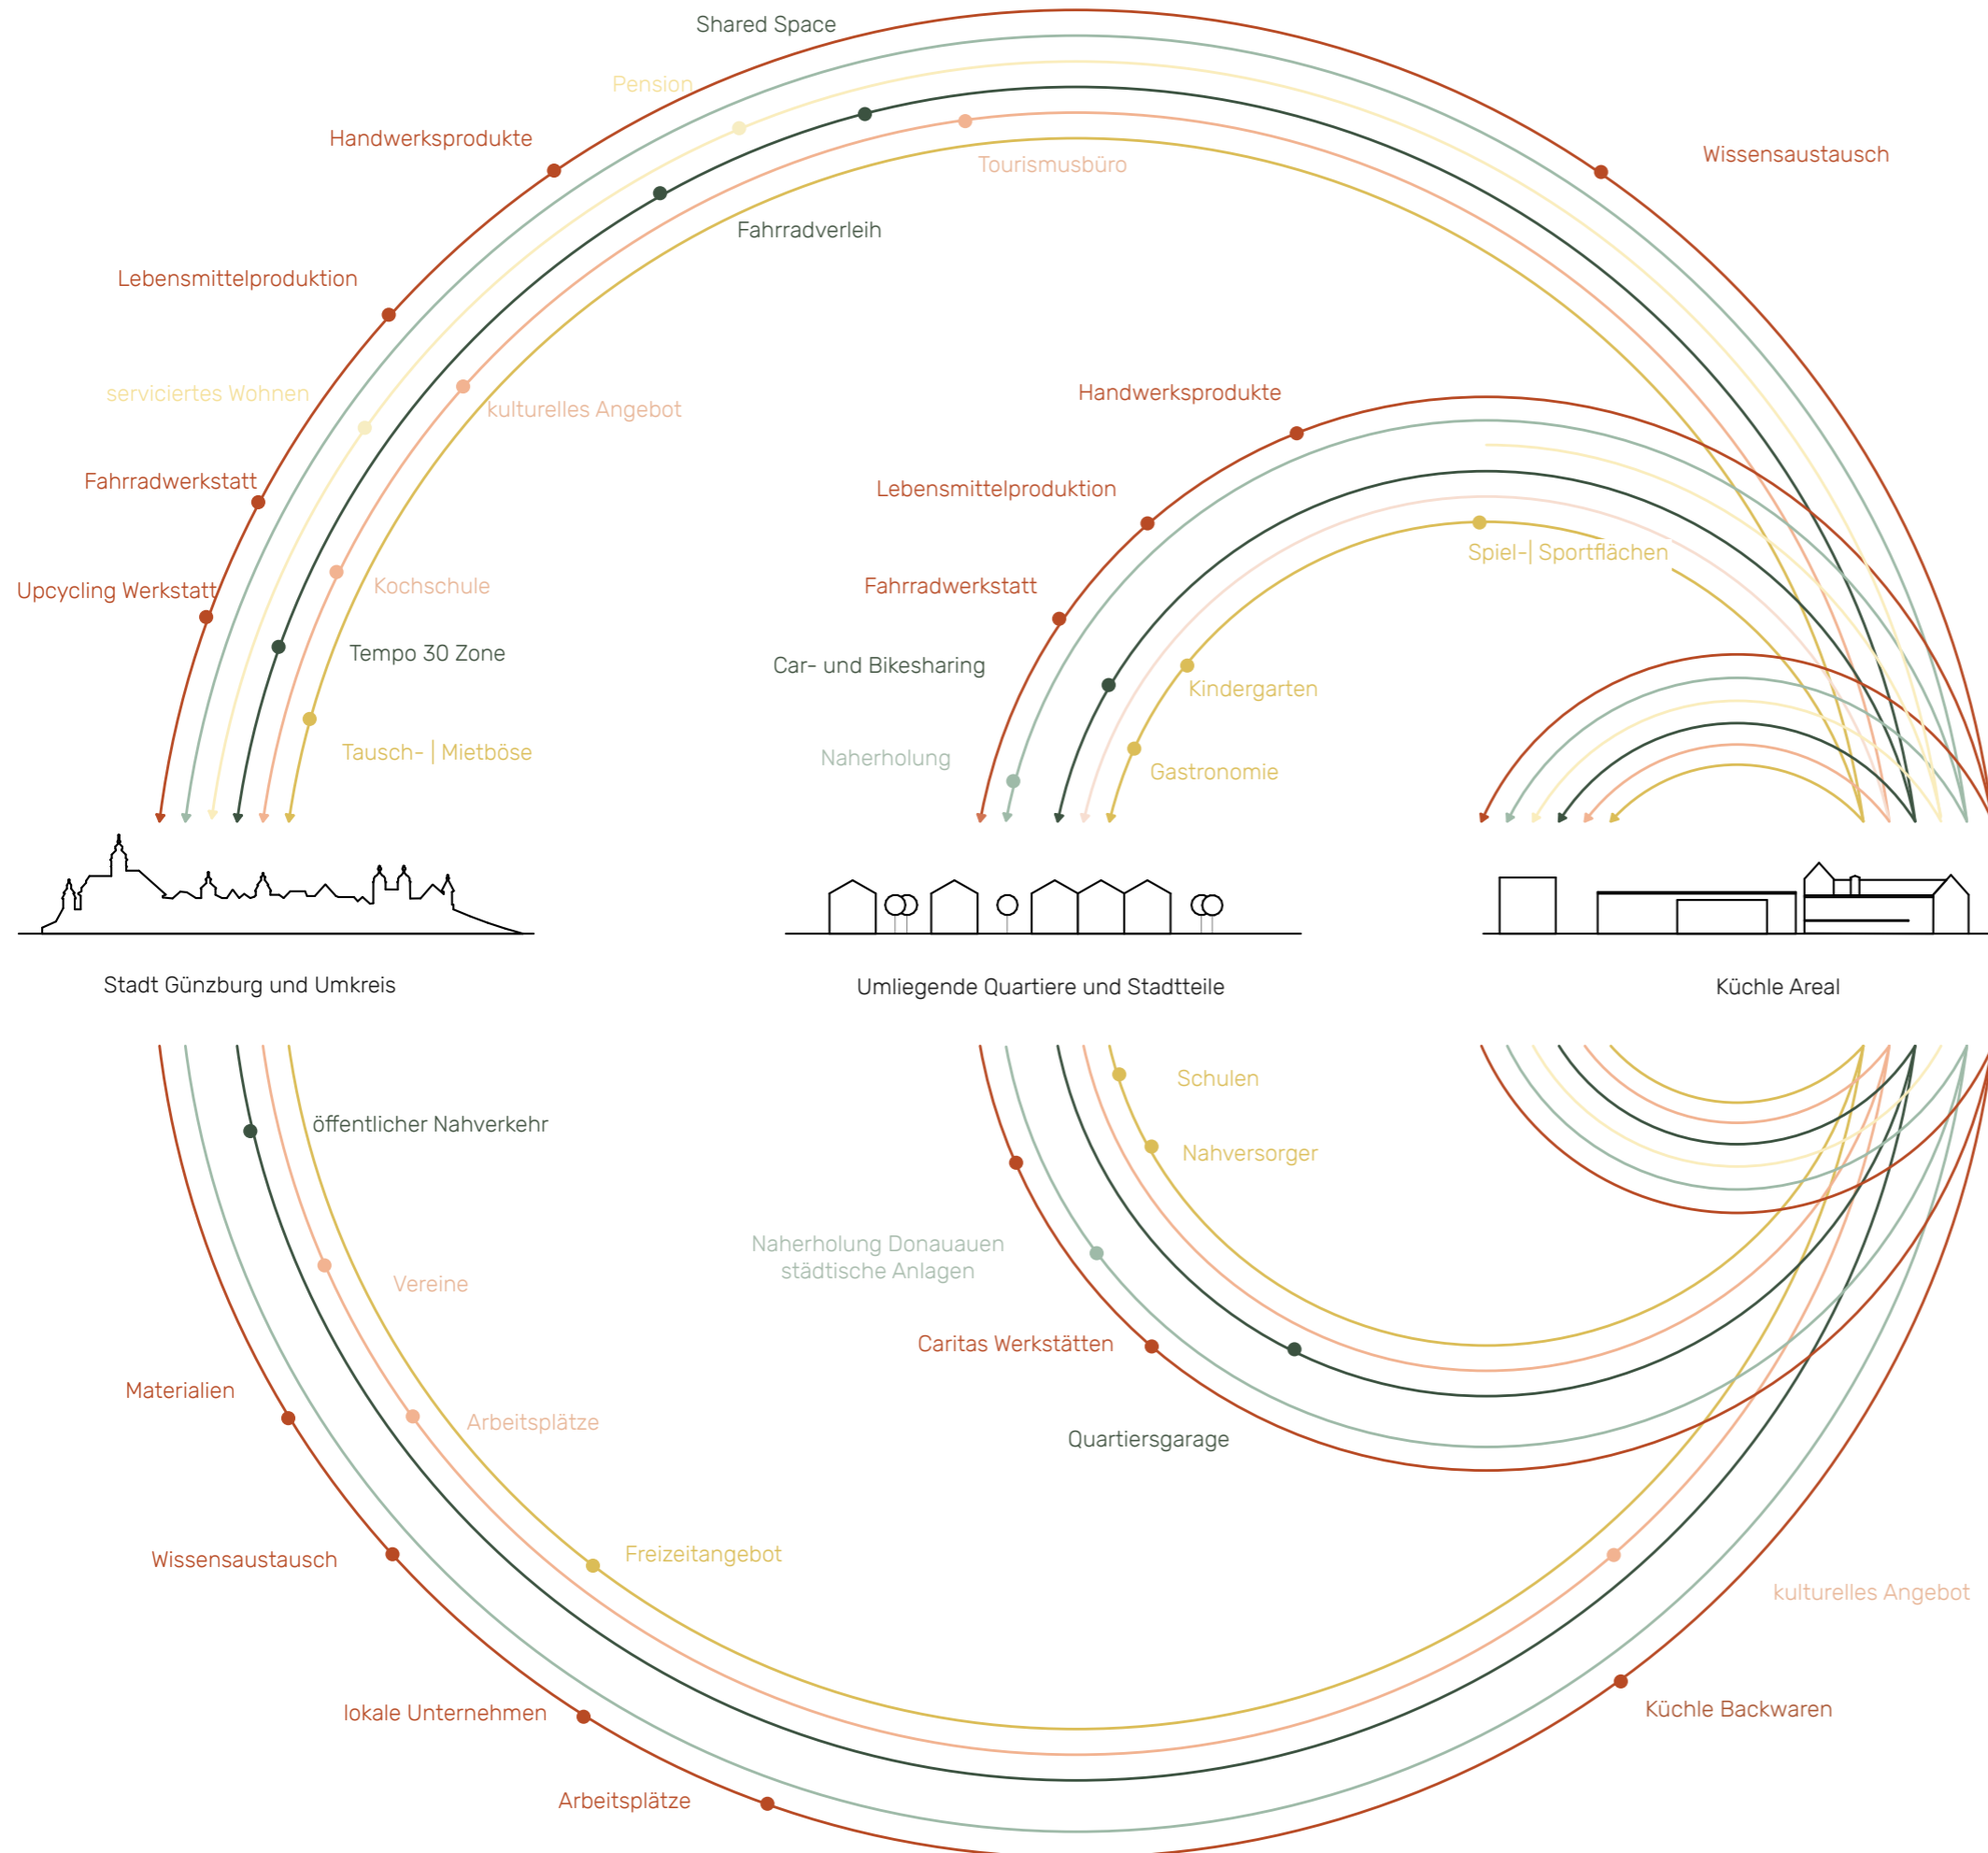 Shared Space
Pension
Handwerksprodukte
Wissensaustausch
Tourismusbüro
Fahrradverleih
Lebensmittelproduktion
serviciertes Wohnen
kulturelles Angebot
Handwerksprodukte
Fahrradwerkstatt
Lebensmittelproduktion
Spiel-| Sportflächen
Upcycling Werkstatt
Kochschule
Fahrradwerkstatt
Tempo 30 Zone
Car- und Bikesharing
Kindergarten
Tausch- | Mietböse
Naherholung
Gastronomie
Stadt Günzburg und Umkreis
Umliegende Quartiere und Stadtteile
Küchle Areal
Schulen
öffentlicher Nahverkehr
Nahversorger
Naherholung Donauauen
städtische Anlagen
Vereine
Caritas Werkstätten
Materialien
Arbeitsplätze
Quartiersgarage
Wissensaustausch
Freizeitangebot
kulturelles Angebot
lokale Unternehmen
Küchle Backwaren
Arbeitsplätze